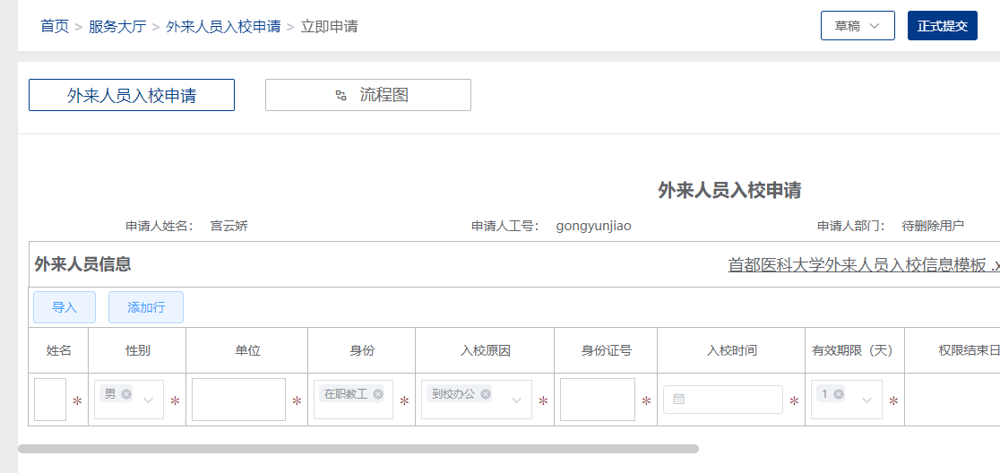 首页 > 服务大厅 > 外来人员入校申请 > 立即申请
草稿
正式提交
外来人员入校申请
流程图
外来人员入校申请
申请人姓名： 宫云娇
申请人工号： gongyunjiao
申请人部门： 待删除用户
外来人员信息
首都医科大学外来人员入校信息模板 .x
导入
添加行
姓名 性别 单位 身份 入校原因 身份证号 入校时间 有效期限（天） 权限结束日
* 男 * * 在职教工 * 到校办公 * * * 1 *